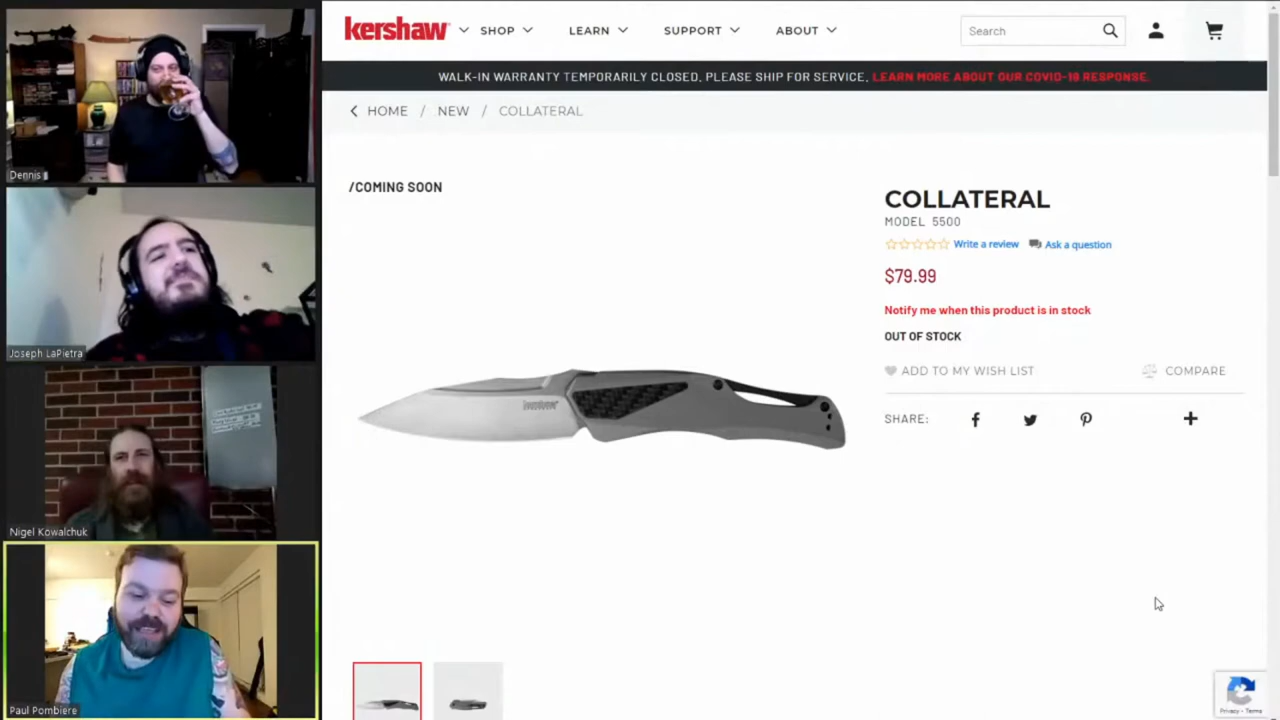 Dennis
Joseph LaPietra
Nigel Kowalchuk
Paul Pombiere
kershaw
SHOP
LEARN
SUPPORT
ABOUT
Search
WALK-IN WARRANTY TEMPORARILY CLOSED. PLEASE SHIP FOR SERVICE. LEARN MORE ABOUT OUR COVID-19 RESPONSE.
HOME / NEW / COLLATERAL
/COMING SOON
kershaw
COLLATERAL
MODEL 5500
Write a review
Ask a question
$79.99
Notify me when this product is in stock
OUT OF STOCK
ADD TO MY WISH LIST
COMPARE
SHARE:
Privacy - Terms